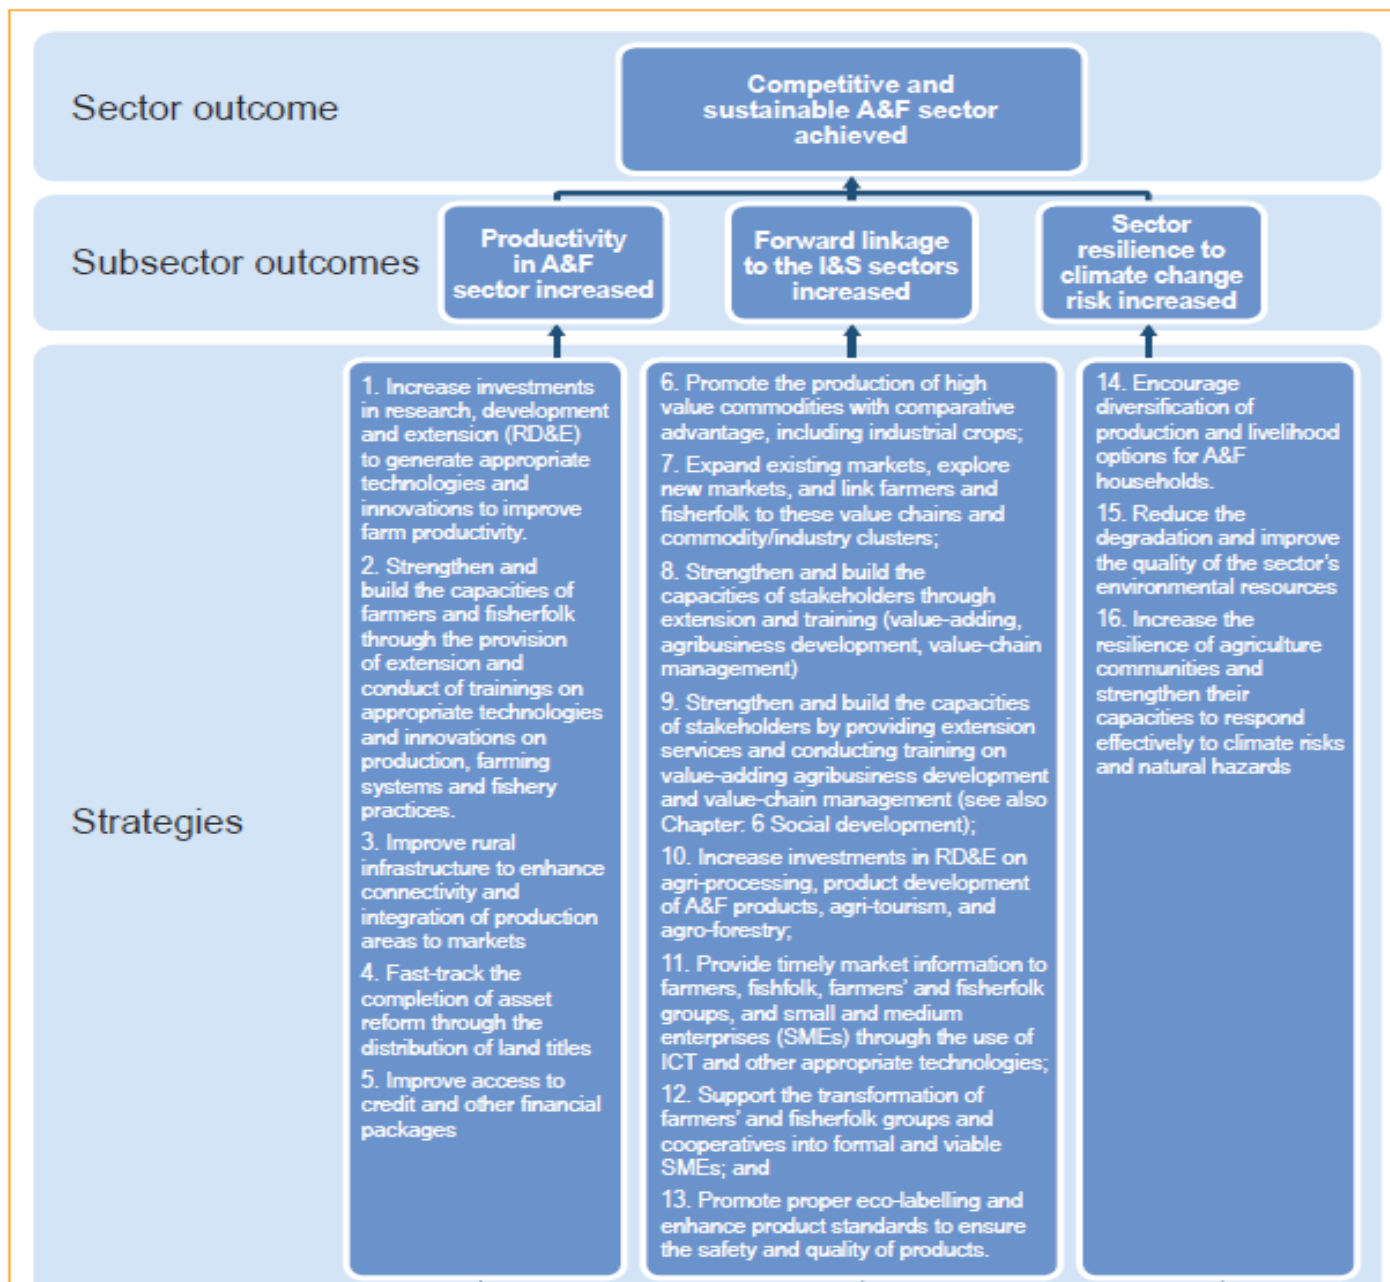 Sector outcome
Competitive and
sustainable A&F sector
achieved
Subsector outcomes
Productivity
in A&F
sector increased
Forward linkage
to the I&S sectors
increased
Sector
resilience to
climate change
risk increased
Strategies
1. Increase investments
in research, development
and extension (RD&E)
to generate appropriate
technologies and
innovations to improve
farm productivity.
2. Strengthen and
build the capacities of
farmers and fisherfolk
through the provision
of extension and
conduct of trainings on
appropriate technologies
and innovations on
production, farming
systems and fishery
practices.
3. Improve rural
infrastructure to enhance
connectivity and
integration of production
areas to markets
4. Fast-track the
completion of asset
reform through the
distribution of land titles
5. Improve access to
credit and other financial
packages
6. Promote the production of high
value commodities with comparative
advantage, including industrial crops;
7. Expand existing markets, explore
new markets, and link farmers and
fisherfolk to these value chains and
commodity/industry clusters;
8. Strengthen and build the
capacities of stakeholders through
extension and training (value-adding,
agribusiness development, value-chain
management)
9. Strengthen and build the capacities
of stakeholders by providing extension
services and conducting training on
value-adding agribusiness development
and value-chain management (see also
Chapter: 6 Social development);
10. Increase investments in RD&E on
agri-processing, product development
of A&F products, agri-tourism, and
agro-forestry;
11. Provide timely market information to
farmers, fishfolk, farmers' and fisherfolk
groups, and small and medium
enterprises (SMEs) through the use of
ICT and other appropriate technologies;
12. Support the transformation of
farmers' and fisherfolk groups and
cooperatives into formal and viable
SMEs; and
13. Promote proper eco-labelling and
enhance product standards to ensure
the safety and quality of products.
14. Encourage
diversification of
production and livelihood
options for A&F
households.
15. Reduce the
degradation and improve
the quality of the sector's
environmental resources
16. Increase the
resilience of agriculture
communities and
strengthen their
capacities to respond
effectively to climate risks
and natural hazards